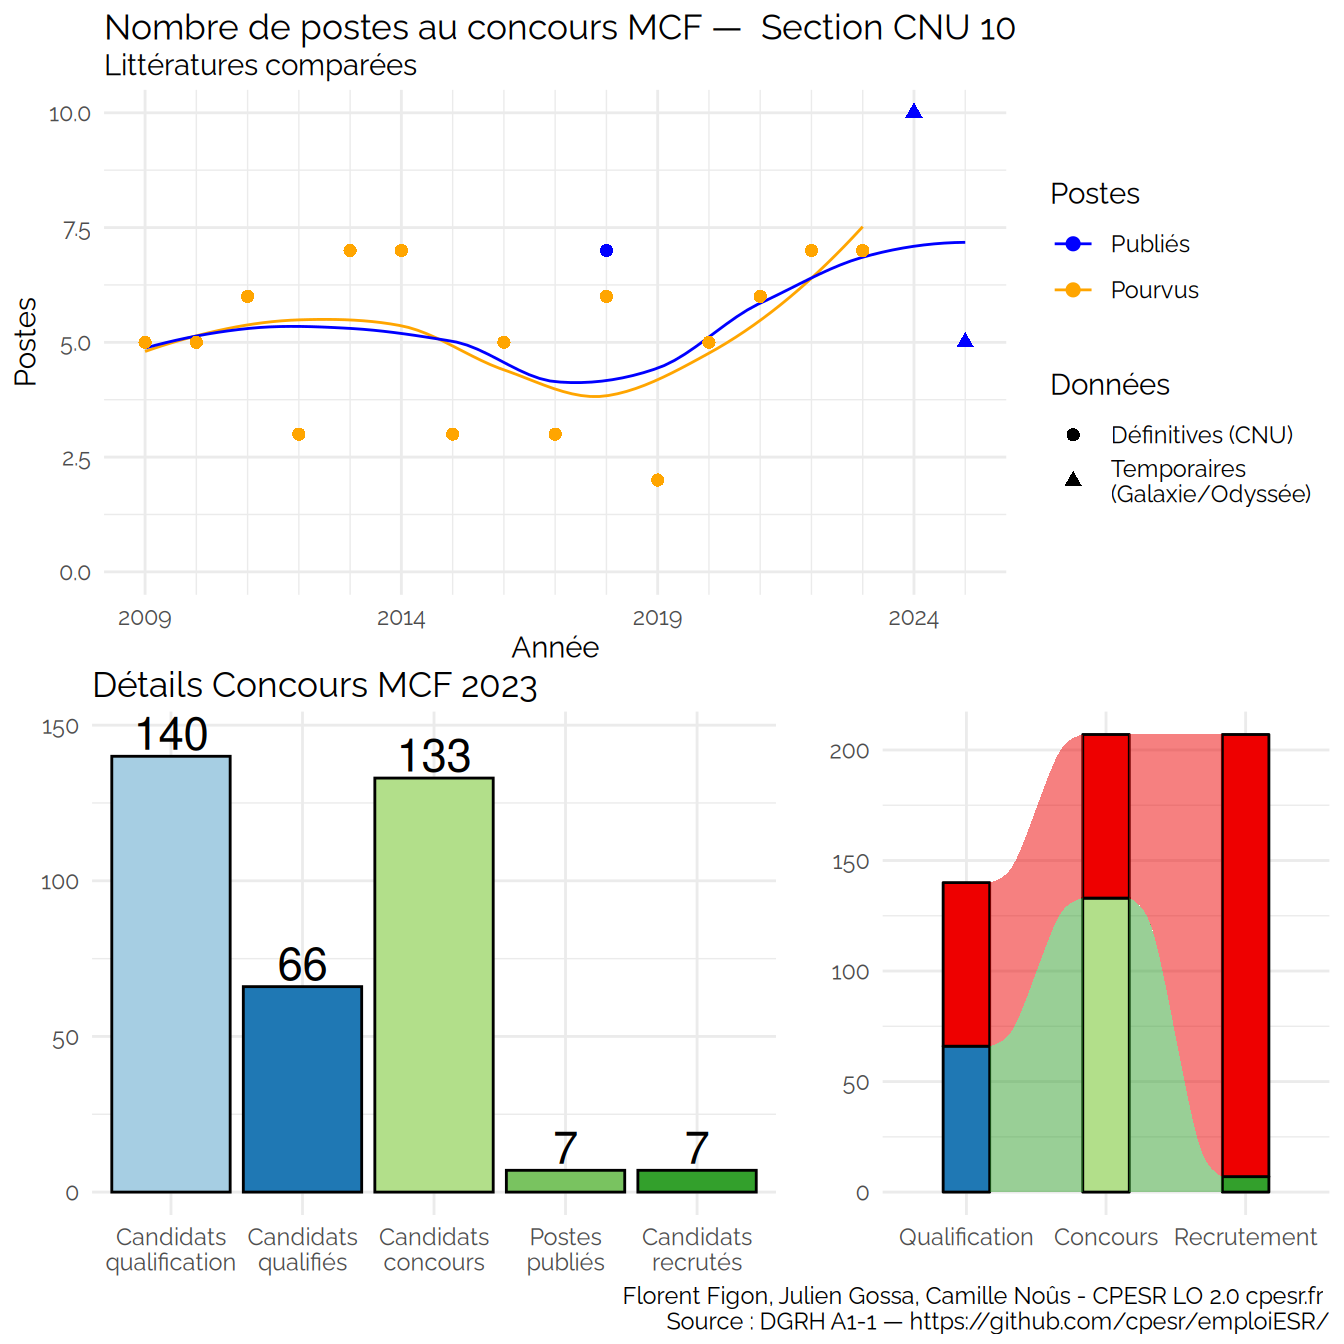 Nombre de postes au concours MCF —  Section CNU 10
Littératures comparées
Postes
10.0
7.5
5.0
2.5
0.0
2009
2014
2019
2024
Année
Postes
Publiés
Pourvus
Données
Définitives (CNU)
Temporaires
(Galaxie/Odyssée)
Détails Concours MCF 2023
150
100
50
0
140
66
133
7
7
Candidats
qualification
Candidats
qualifiés
Candidats
concours
Postes
publiés
Candidats
recrutés
200
150
100
50
0
Qualification
Concours
Recrutement
Florent Figon, Julien Gossa, Camille Noûs - CPESR LO 2.0 cpesr.fr
Source : DGRH A1-1 — https://github.com/cpesr/emploiESR/